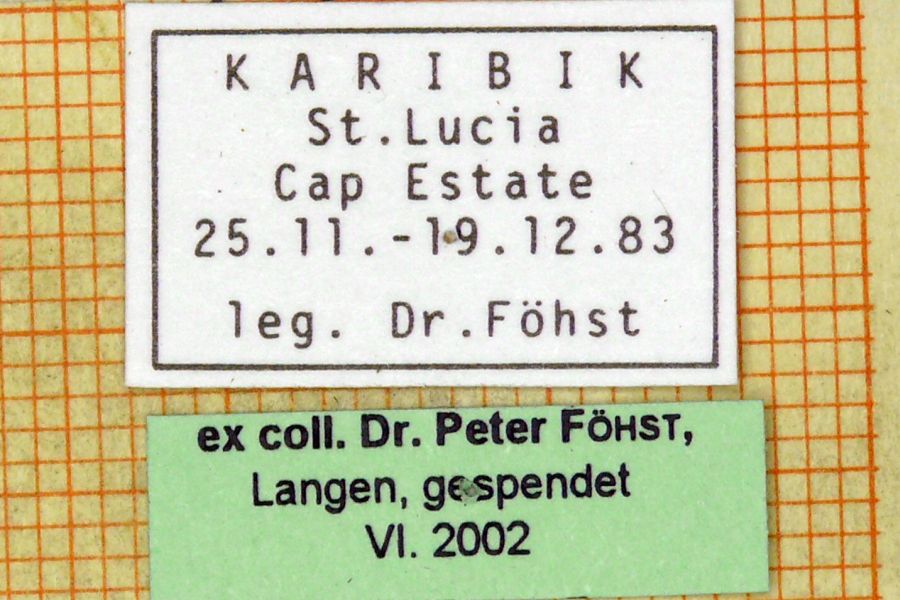 KARIBIK
St.Lucia
Cap Estate
25.11.-19.12.83
leg. Dr.Föhst
ex coll. Dr. Peter FÖHST,
Langen, gespendet
VI. 2002